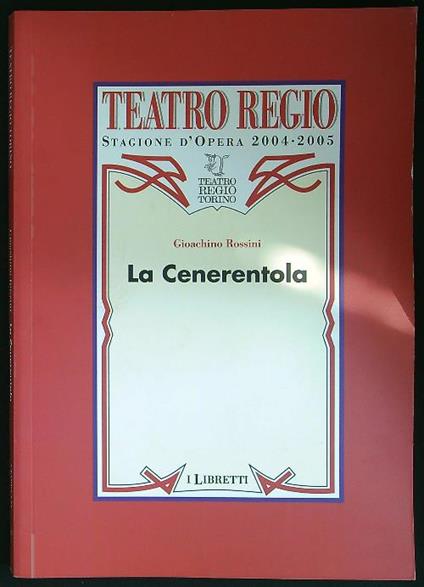 TEATRO REGIO
STAGIONE D'OPERA 2004-2005
TEATRO
REGIO
TORINO
Gioachino Rossini
La Cenerentola
I LIBRETTI